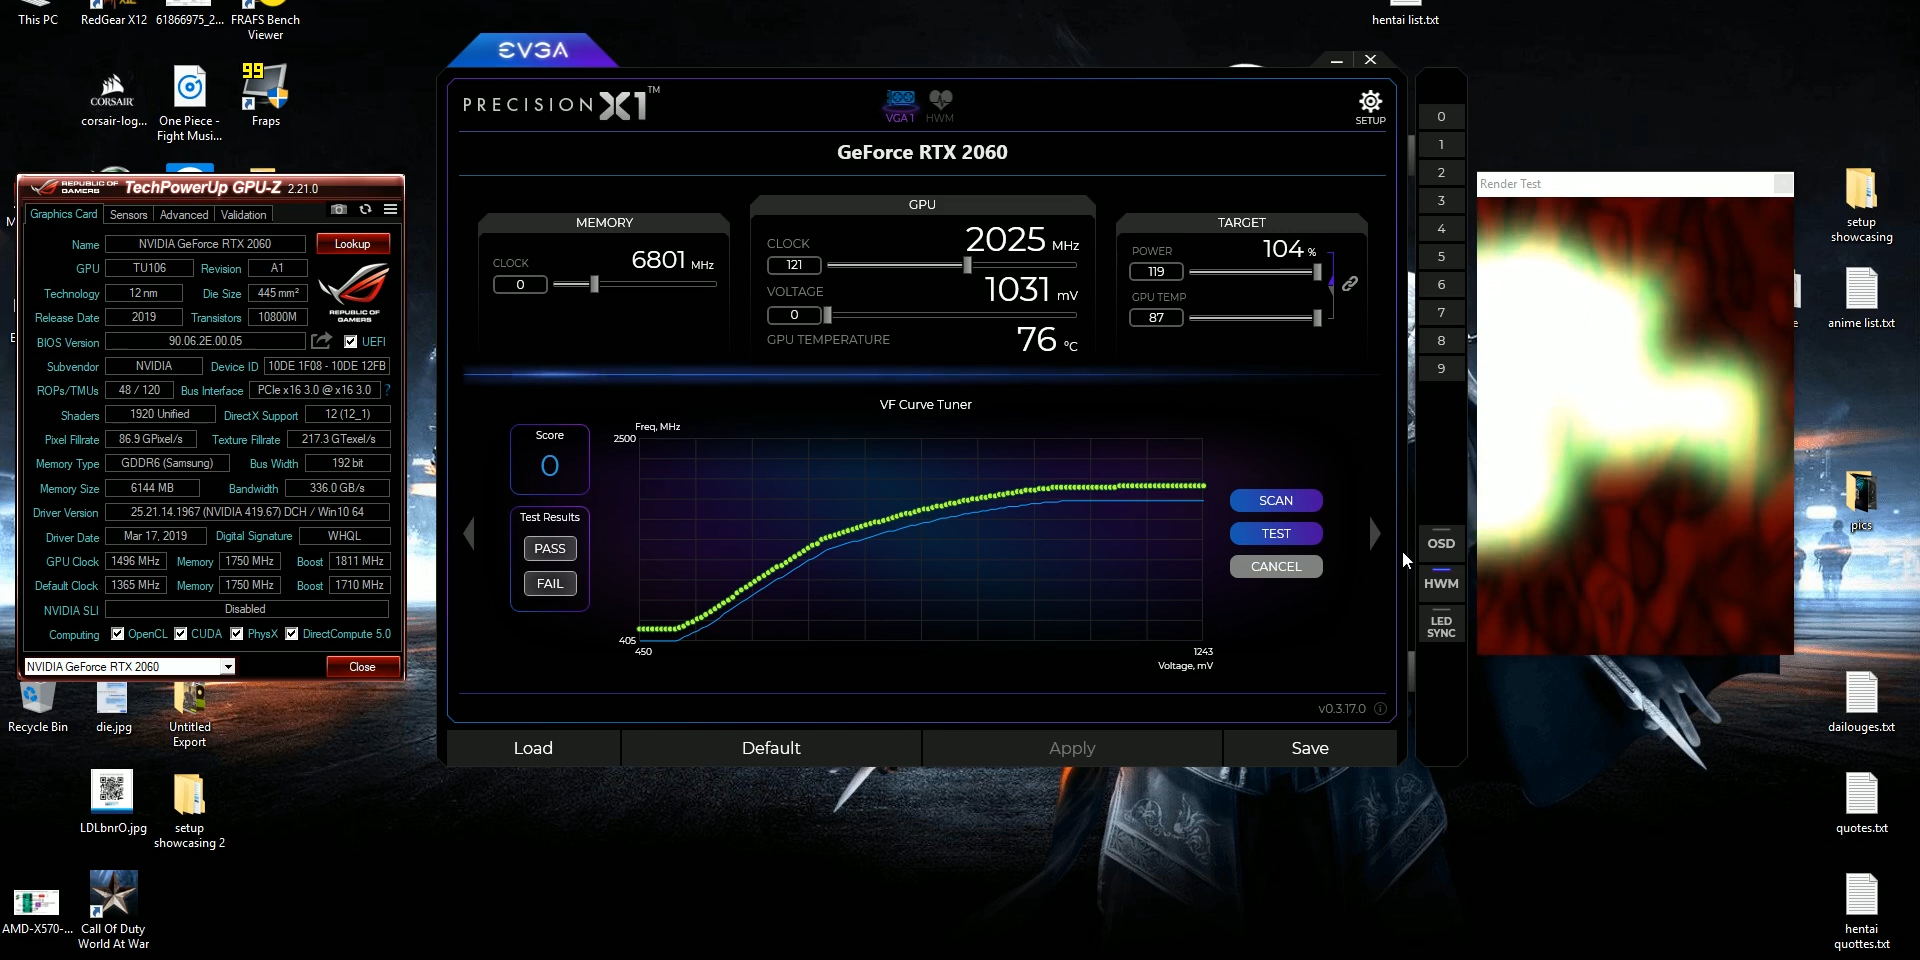 This PC
RedGear X12
61866975_2...
FRAFS Bench
Viewer
hentai list.txt
CORSAIR
corsair-log...
One Piece -
Fight Musi...
99
Fraps
EVGA
PRECISION X1™
VGA 1
HWM
SETUP
GeForce RTX 2060
MEMORY
CLOCK
6801 MHz
0
GPU
CLOCK
2025 MHz
121
VOLTAGE
1031 mV
0
GPU TEMPERATURE
76 °C
TARGET
POWER
104 %
119
GPU TEMP
87
VF Curve Tuner
Score
0
Test Results
PASS
FAIL
Freq, MHz
2500
405
450
1243
Voltage, mV
SCAN
TEST
CANCEL
v0.3.17.0
Load
Default
Apply
Save
0
1
2
3
4
5
6
7
8
9
OSD
HWM
LED
SYNC
REPUBLIC OF
GAMERS
TechPowerUp GPU-Z 2.21.0
Graphics Card
Sensors
Advanced
Validation
Name NVIDIA GeForce RTX 2060 Lookup
GPU TU106 Revision A1
Technology 12 nm Die Size 445 mm²
REPUBLIC OF
GAMERS
Release Date 2019 Transistors 10800M
BIOS Version 90.06.2E.00.05 UEFI
Subvendor NVIDIA Device ID 10DE 1F08 - 10DE 12FB
ROPs/TMUs 48 / 120 Bus Interface PCIe x16 3.0 @ x16 3.0 ?
Shaders 1920 Unified DirectX Support 12 (12_1)
Pixel Fillrate 86.9 GPixel/s Texture Fillrate 217.3 GTexel/s
Memory Type GDDR6 (Samsung) Bus Width 192 bit
Memory Size 6144 MB Bandwidth 336.0 GB/s
Driver Version 25.21.14.1967 (NVIDIA 419.67) DCH / Win10 64
Driver Date Mar 17, 2019 Digital Signature WHQL
GPU Clock 1496 MHz Memory 1750 MHz Boost 1811 MHz
Default Clock 1365 MHz Memory 1750 MHz Boost 1710 MHz
NVIDIA SLI Disabled
Computing OpenCL CUDA PhysX DirectCompute 5.0
NVIDIA GeForce RTX 2060 Close
Render Test
setup
showcasing
anime list.txt
pics
dailouges.txt
quotes.txt
hentai
quottes.txt
Recycle Bin
die.jpg
Untitled
Export
LDLbnrO.jpg
setup
showcasing 2
AMD-X570-...
Call Of Duty
World At War